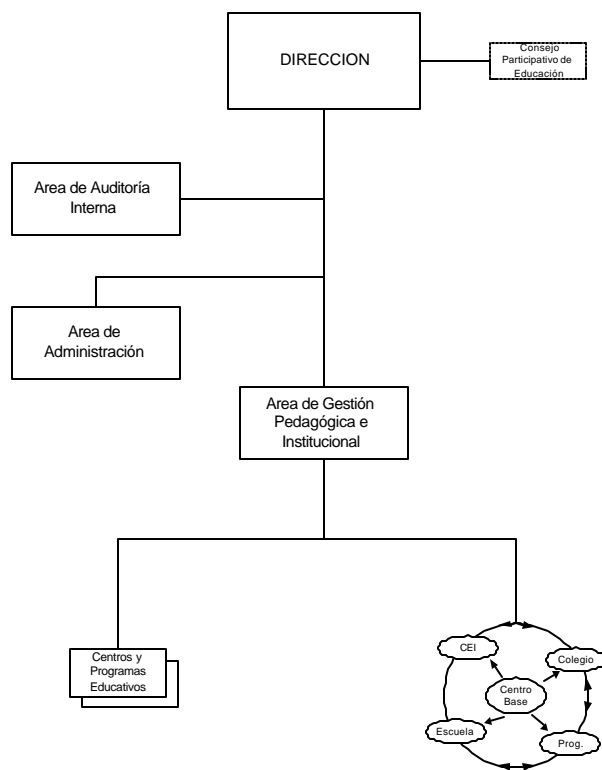 DIRECCION
Consejo
Participativo de
Educación
Area de Auditoría
Interna
Area de
Administración
Area de Gestión
Pedagógica e
Institucional
Centros y
Programas
Educativos
CEI
Colegio
Centro
Base
Escuela
Prog.